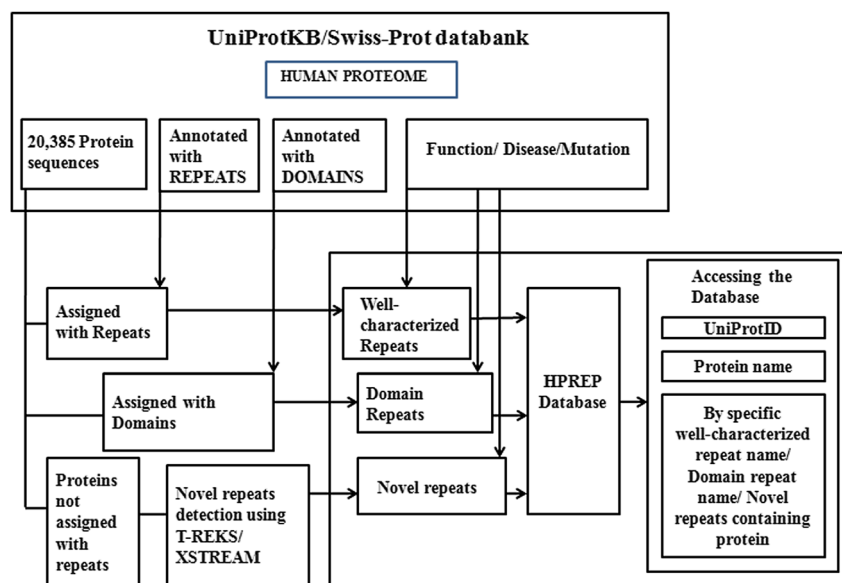 UniProtKB/Swiss-Prot databank
HUMAN PROTEOME
20,385 Protein
sequences
Annotated
with
REPEATS
Annotated
with
DOMAINS
Function/ Disease/Mutation
Assigned
with Repeats
Well-
characterized
Repeats
Assigned with
Domains
Domain
Repeats
Proteins
not
assigned
with
repeats
Novel repeats
detection using
T-REKS/
XSTREAM
Novel repeats
HPREP
Database
Accessing the
Database
UniProtID
Protein name
By specific
well-characterized
repeat name/
Domain repeat
name/ Novel
repeats containing
protein